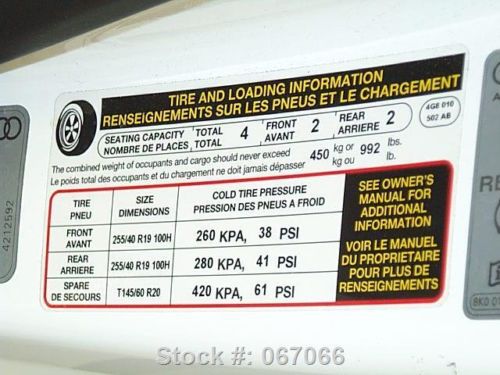 TIRE AND LOADING INFORMATION
RENSEIGNEMENTS SUR LES PNEUS ET LE CHARGEMENT
SEATING CAPACITY TOTAL 4 FRONT 2 REAR 2
NOMBRE DE PLACES TOTAL AVANT ARRIERE
4GE 010
502 AB
The combined weight of occupants and cargo should never exceed 450 kg or 992 lbs.
Le poids total des occupants et du chargement ne doit jamais dépasser kg ou lb.
TIRE SIZE COLD TIRE PRESSURE
PNEU DIMENSIONS PRESSION DES PNEUS A FROID
FRONT
AVANT 255/40 R19 100H 260 KPA, 38 PSI
REAR
ARRIERE 255/40 R19 100H 280 KPA, 41 PSI
SPARE
DE SECOURS T145/60 R20 420 KPA, 61 PSI
SEE OWNER'S
MANUAL FOR
ADDITIONAL
INFORMATION
VOIR LE MANUEL
DU PROPRIETAIRE
POUR PLUS DE
RENSEIGNEMENTS
4212592
RE
8K0 01
Stock #: 067066